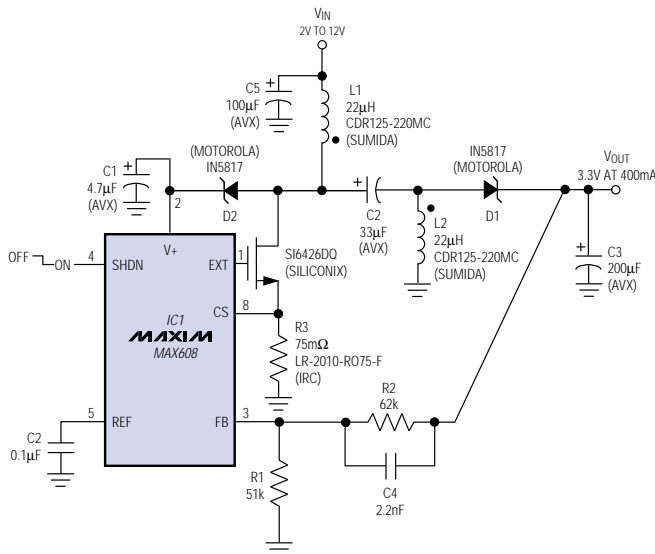 VIN
2V TO 12V
C5
100µF
(AVX)
L1
22µH
CDR125-220MC
(SUMIDA)
(MOTOROLA)
IN5817
D2
IN5817
(MOTOROLA)
D1
VOUT
3.3V AT 400mA
C1
4.7µF
(AVX)
2
C2
33µF
(AVX)
L2
22µH
CDR125-220MC
(SUMIDA)
C3
200µF
(AVX)
OFF
ON
4
SHDN
V+
EXT
1
SI6426DQ
(SILICONIX)
CS
8
IC1
MAXIM
MAX608
R3
75mΩ
LR-2010-RO75-F
(IRC)
5
REF
FB
3
C2
0.1µF
R2
62k
R1
51k
C4
2.2nF